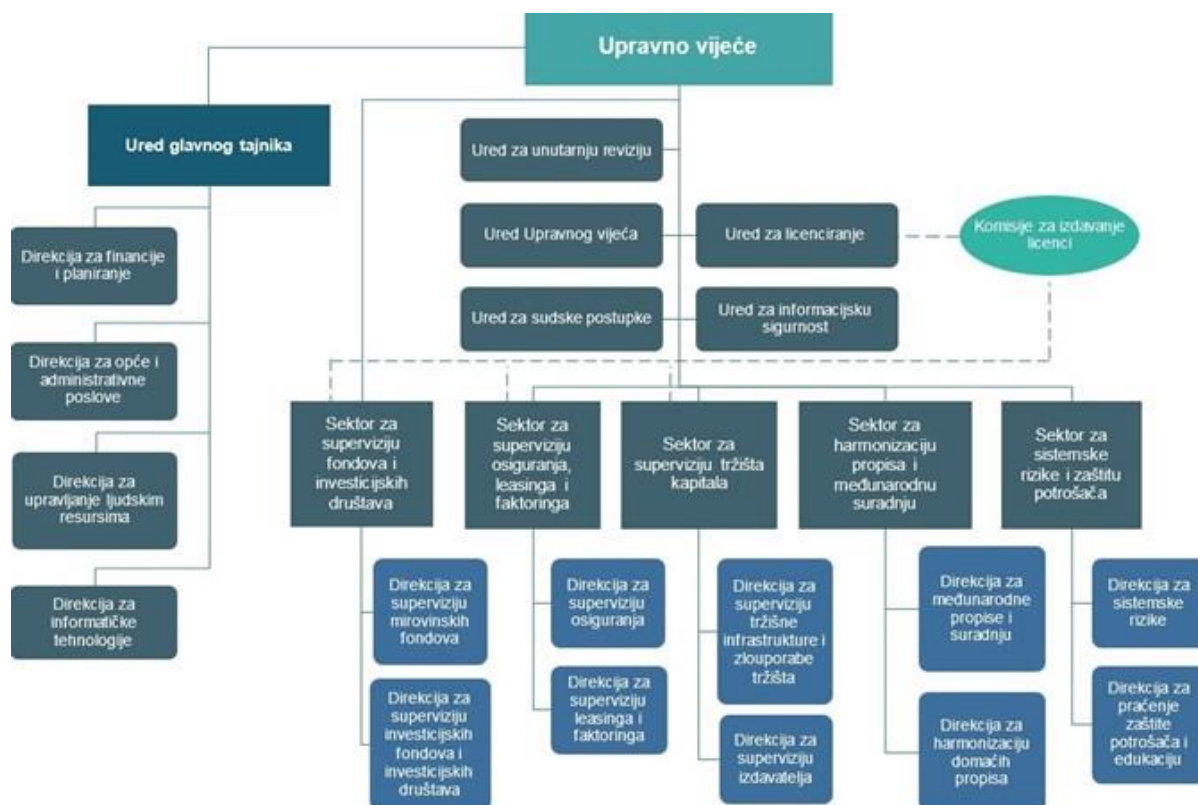 Upravno vijeće
Ured glavnog tajnika
Ured za unutarnju reviziju
Ured Upravnog vijeća
Ured za licenciranje
Komisije za izdavanje
licenci
Ured za sudske postupke
Ured za informacijsku
sigurnost
Direkcija za financije
i planiranje
Direkcija za opće i
administrativne
poslove
Direkcija za
upravljanje ljudskim
resursima
Direkcija za
informatičke
tehnologije
Sektor za
superviziju
fondova i
investicijskih
društava
Sektor za
superviziju
osiguranja,
leasinga i
faktoringa
Sektor za
superviziju tržišta
kapitala
Sektor za
harmonizaciju
propisa i
međunarodnu
suradnju
Sektor za
sistemske
rizike i zaštitu
potrošača
Direkcija za
superviziju
mirovinskih
fondova
Direkcija za
superviziju
investicijskih
fondova i
investicijskih
društava
Direkcija za
superviziju
osiguranja
Direkcija za
superviziju
leasinga i
faktoringa
Direkcija za
superviziju
tržišne
infrastrukture i
zlouporabe
tržišta
Direkcija za
superviziju
izdavatelja
Direkcija za
međunarodne
propise i
suradnju
Direkcija za
harmonizaciju
domaćih
propisa
Direkcija za
sistemske
rizike
Direkcija za
praćenje
zaštite
potrošača i
edukaciju